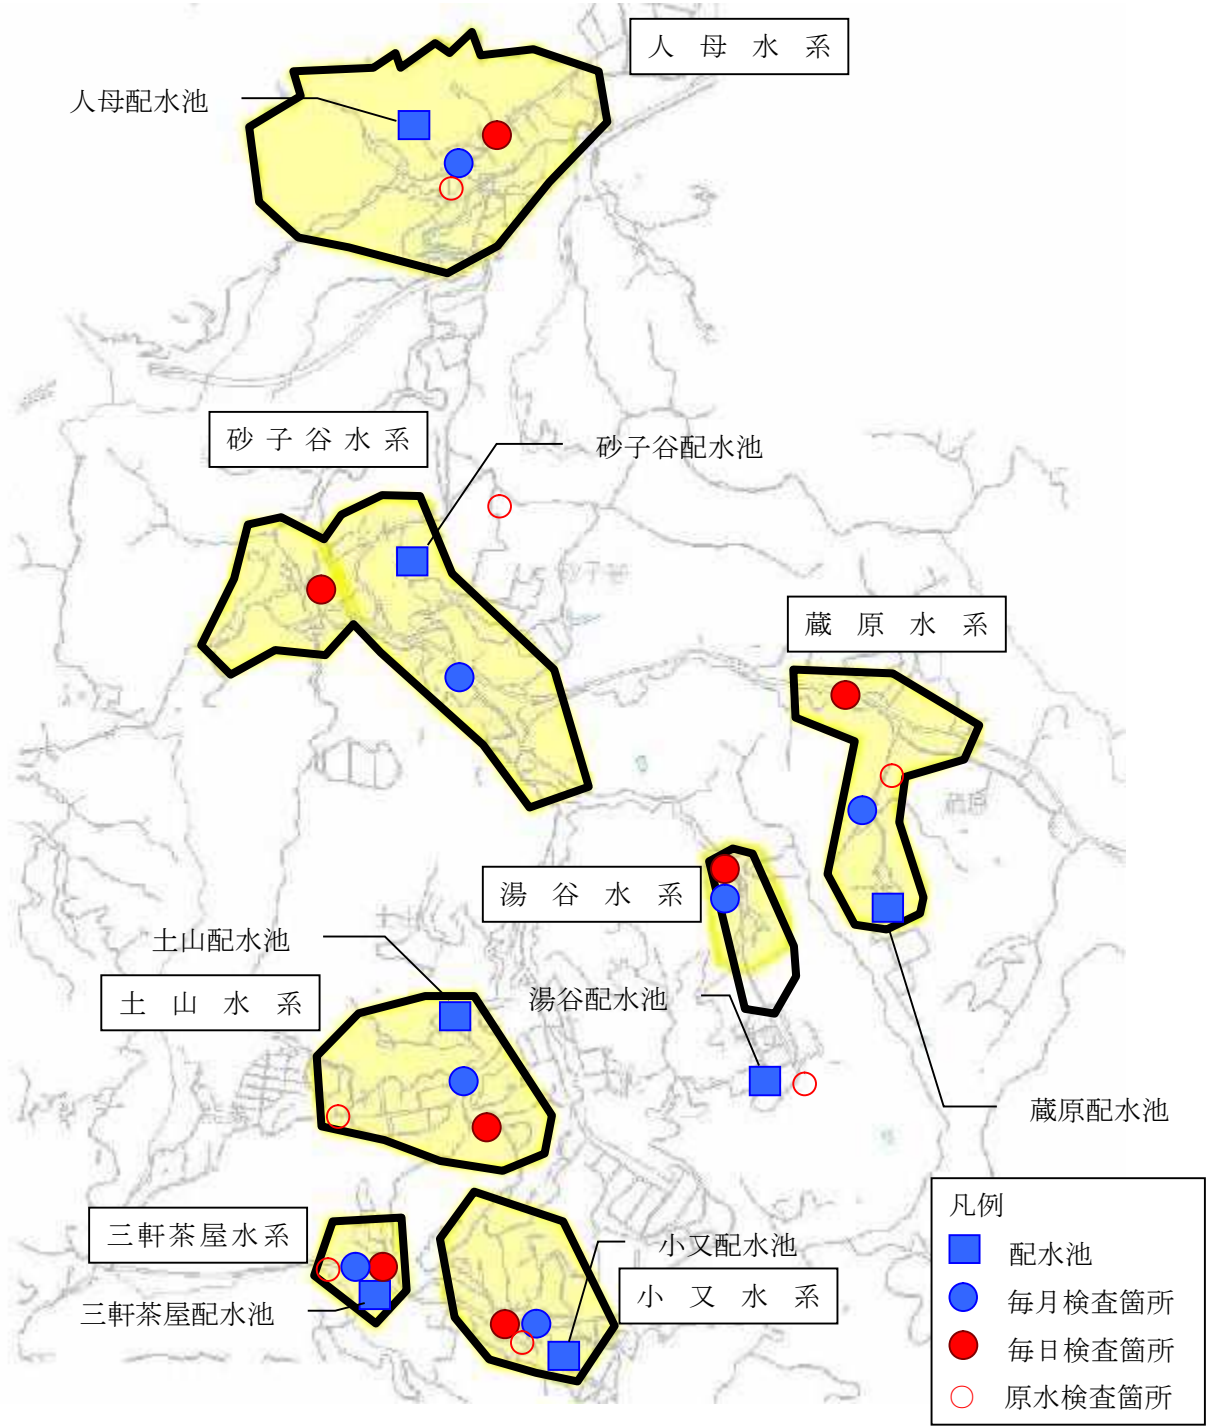 人母水系
人母配水池
砂子谷水系
砂子谷配水池
蔵原水系
湯谷水系
土山配水池
土山水系
湯谷配水池
蔵原配水池
三軒茶屋水系
小又配水池
三軒茶屋配水池
小又水系
凡例
配水池
毎月検査箇所
毎日検査箇所
原水検査箇所